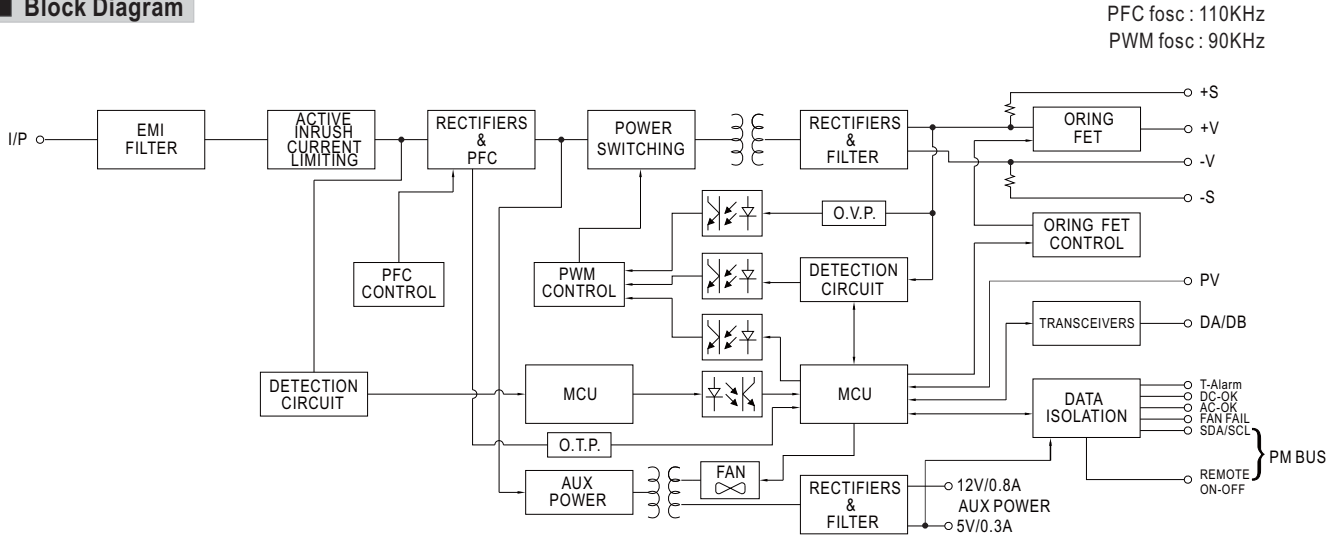 Block Diagram
PFC fosc : 110KHz
PWM fosc : 90KHz
I/P
EMI
FILTER
ACTIVE
INRUSH
CURRENT
LIMITING
RECTIFIERS
&
PFC
POWER
SWITCHING
RECTIFIERS
&
FILTER
ORING
FET
+S
+V
-V
-S
O.V.P.
ORING FET
CONTROL
PFC
CONTROL
PWM
CONTROL
DETECTION
CIRCUIT
PV
TRANSCEIVERS
DA/DB
DETECTION
CIRCUIT
MCU
MCU
DATA
ISOLATION
T-Alarm
DC-OK
AC-OK
FAN FAIL
SDA/SCL
PM BUS
REMOTE
ON-OFF
O.T.P.
AUX
POWER
FAN
RECTIFIERS
&
FILTER
12V/0.8A
AUX POWER
5V/0.3A